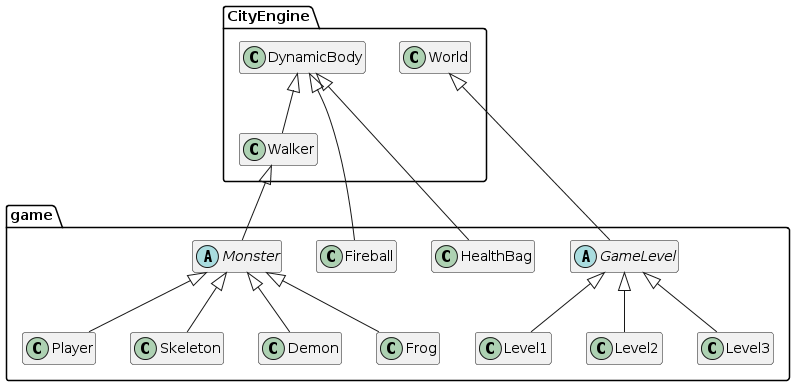 CityEngine
C DynamicBody
C World
C Walker
game
A Monster
C Fireball
C HealthBag
A GameLevel
C Player
C Skeleton
C Demon
C Frog
C Level1
C Level2
C Level3